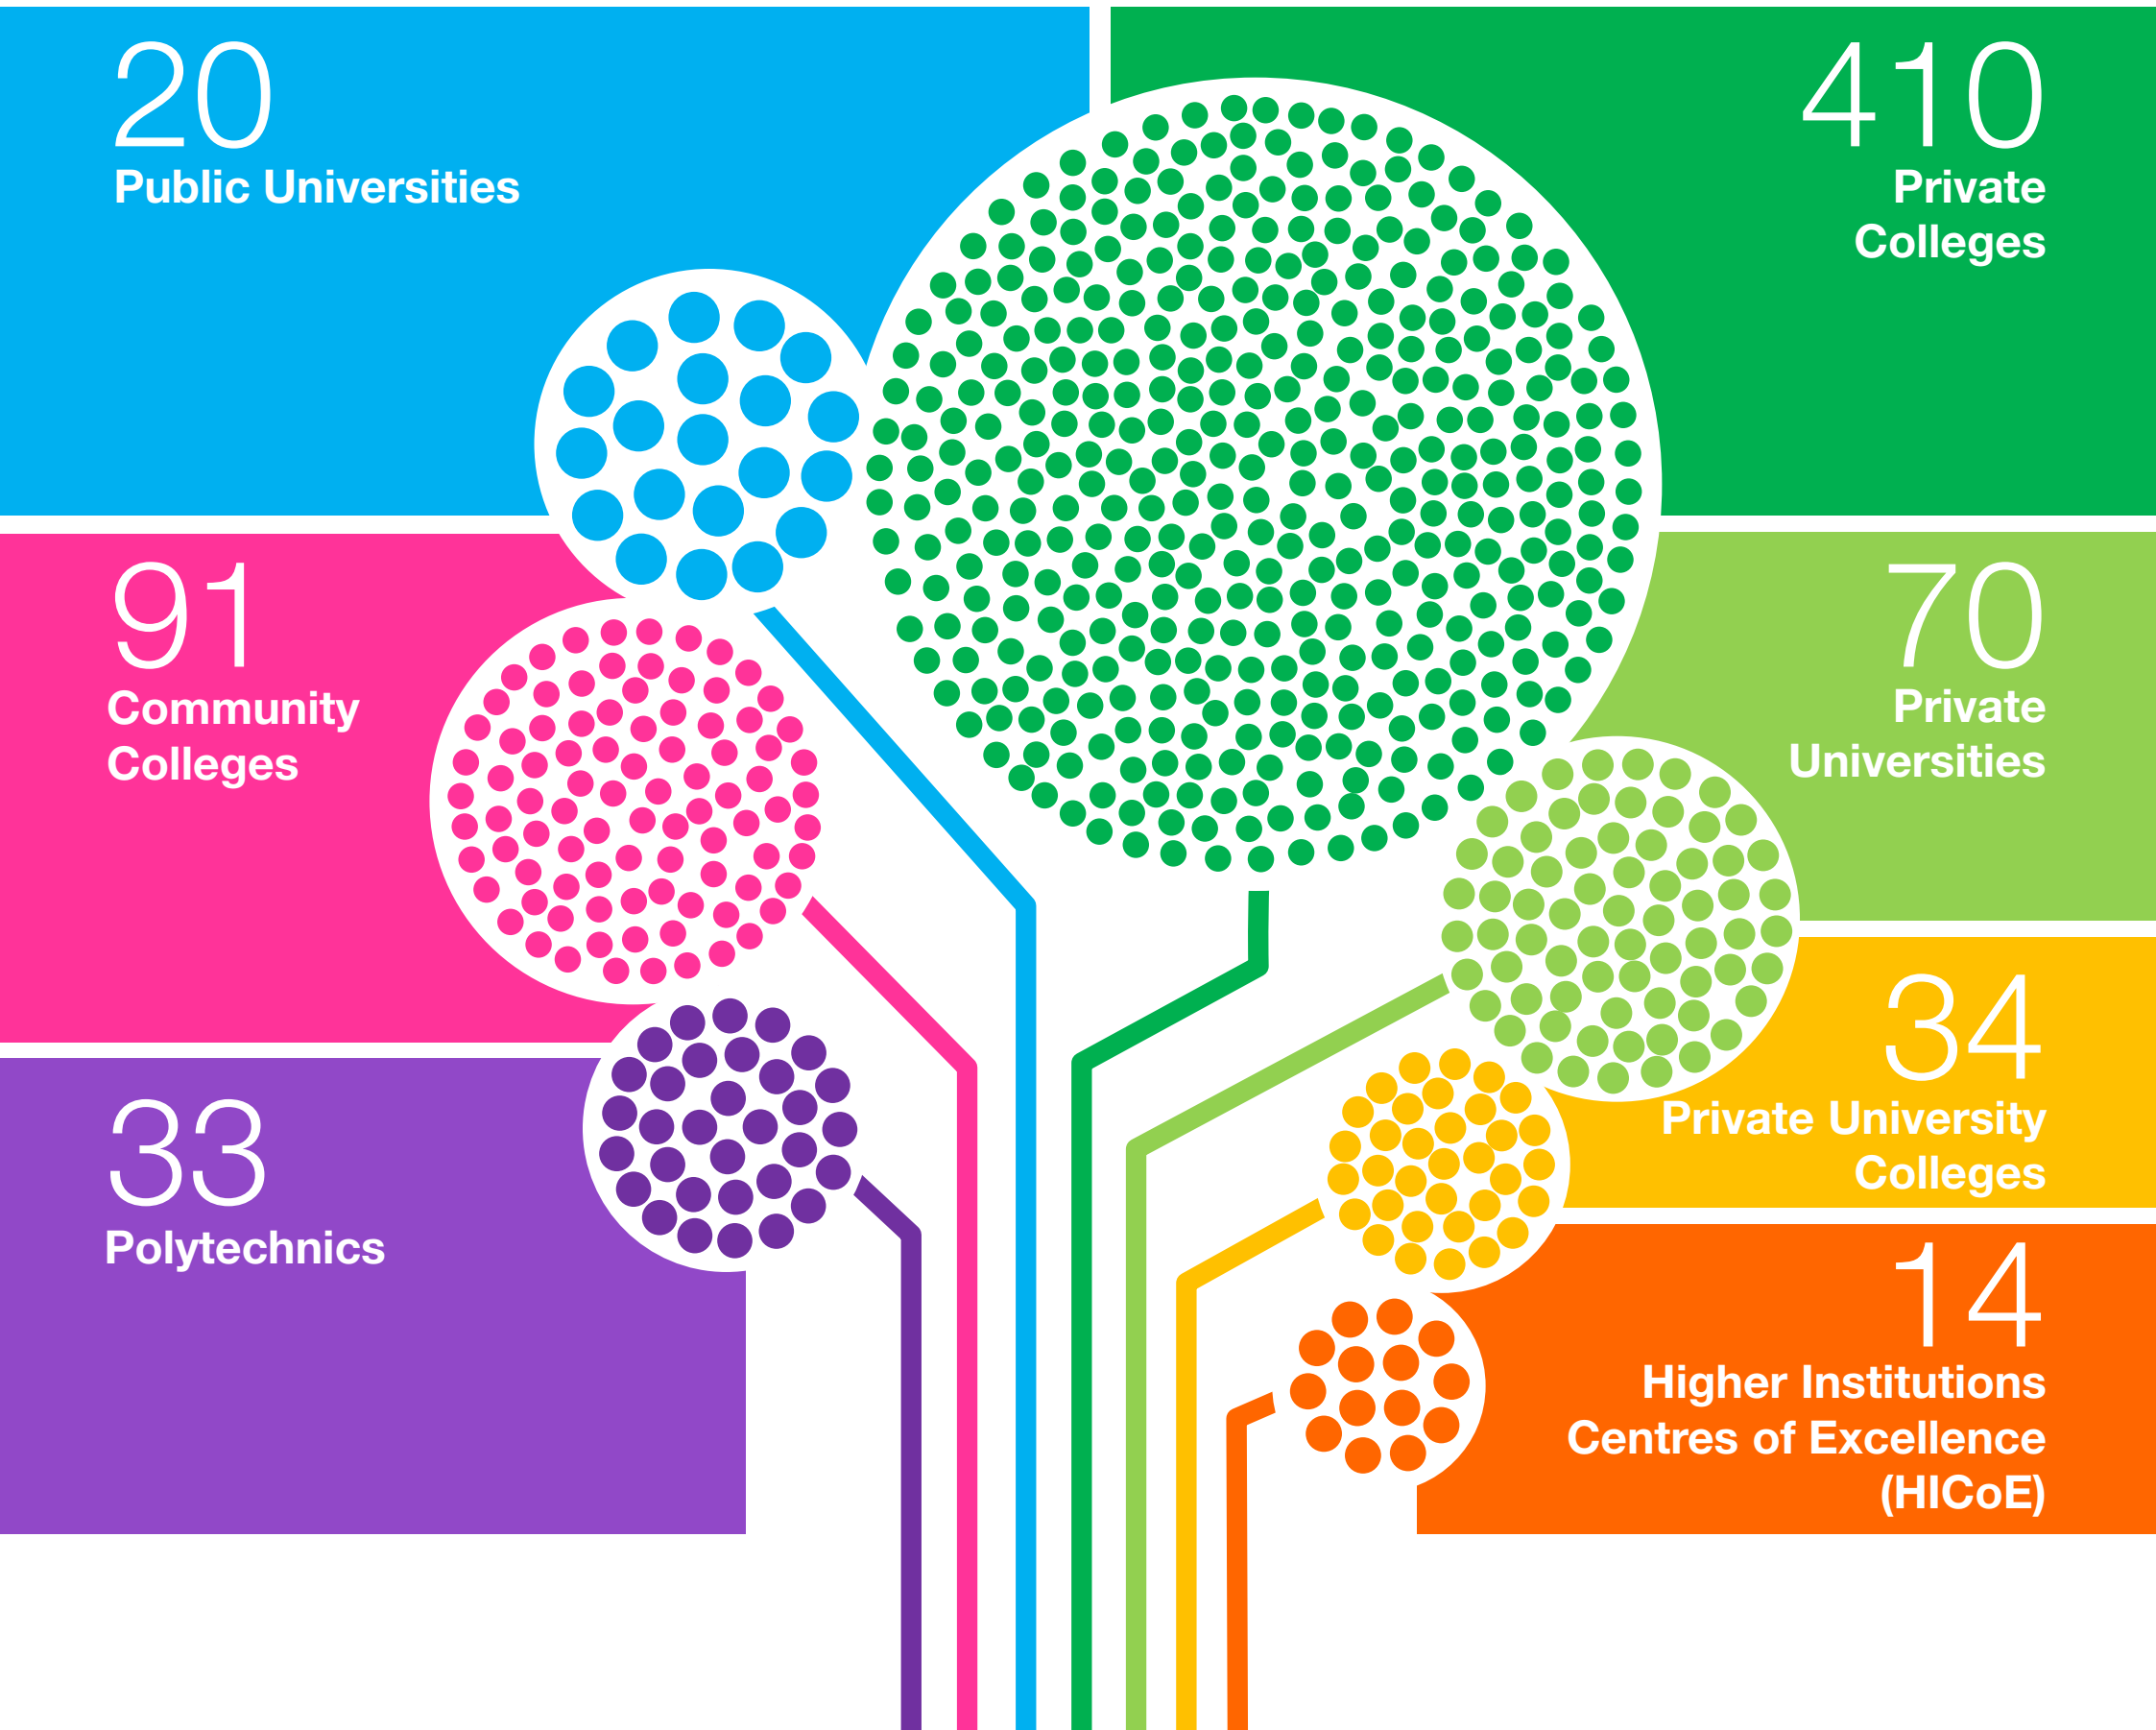 20
Public Universities
410
Private
Colleges
91
Community
Colleges
70
Private
Universities
33
Polytechnics
34
Private University
Colleges
14
Higher Institutions
Centres of Excellence
(HICoE)